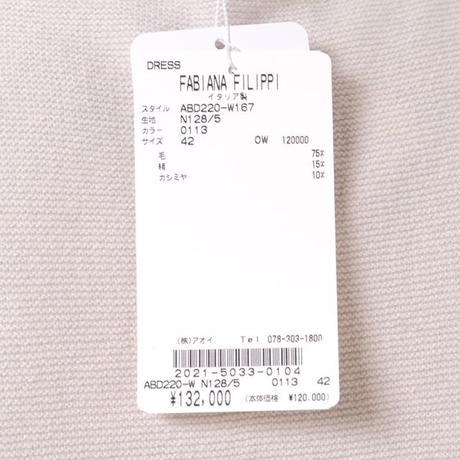 DRESS
FABIANA FILIPPI
イタリア製
スタイル ABD220-W167
生地 N128/5
カラー 0113
サイズ 42 OW 120000
毛 75%
絹 15%
カシミヤ 10%
(株)アオイ Tel 078-303-1800
2021-5033-0104
ABD220-W N128/5 0113 42
¥132,000 (本体価格 ¥120,000)